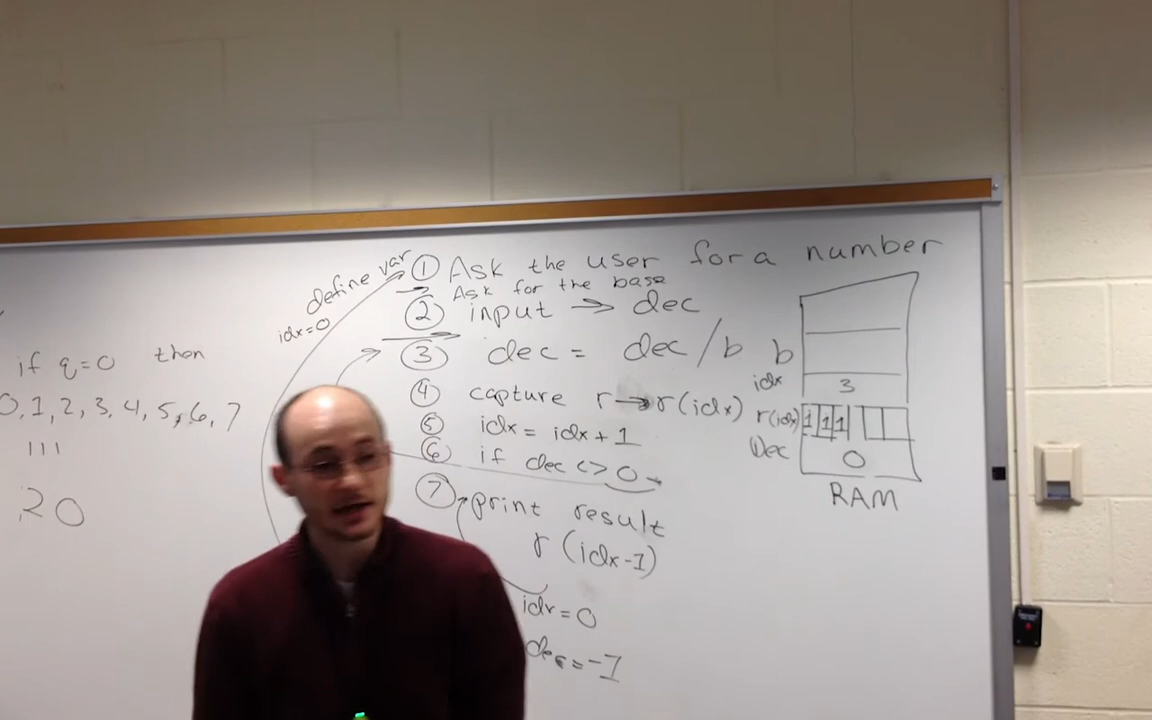 if q=0 then
0,1,2,3,4,5,6,7
111
20
define var
idx=0
① Ask the user for a number
Ask for the base
② input → dec
③ dec = dec / b
④ capture r → r(idx)
⑤ idx = idx + 1
⑥ if dec <> 0
⑦ print result
r (idx-1)
idx = 0
= -1
b
idx 3
r(idx) 1 1 1
Dec 0
RAM